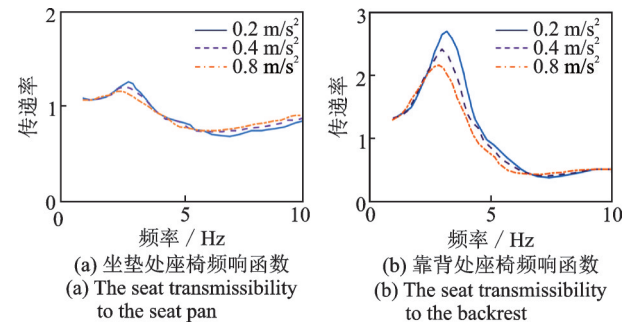 2
1
0
传递率
0.2 m/s²
0.4 m/s²
0.8 m/s²
0 5 10
频率 / Hz
(a) 坐垫处座椅频响函数
(a) The seat transmissibility
to the seat pan
3
2
1
0
传递率
0.2 m/s²
0.4 m/s²
0.8 m/s²
0 5 10
频率 / Hz
(b) 靠背处座椅频响函数
(b) The seat transmissibility
to the backrest